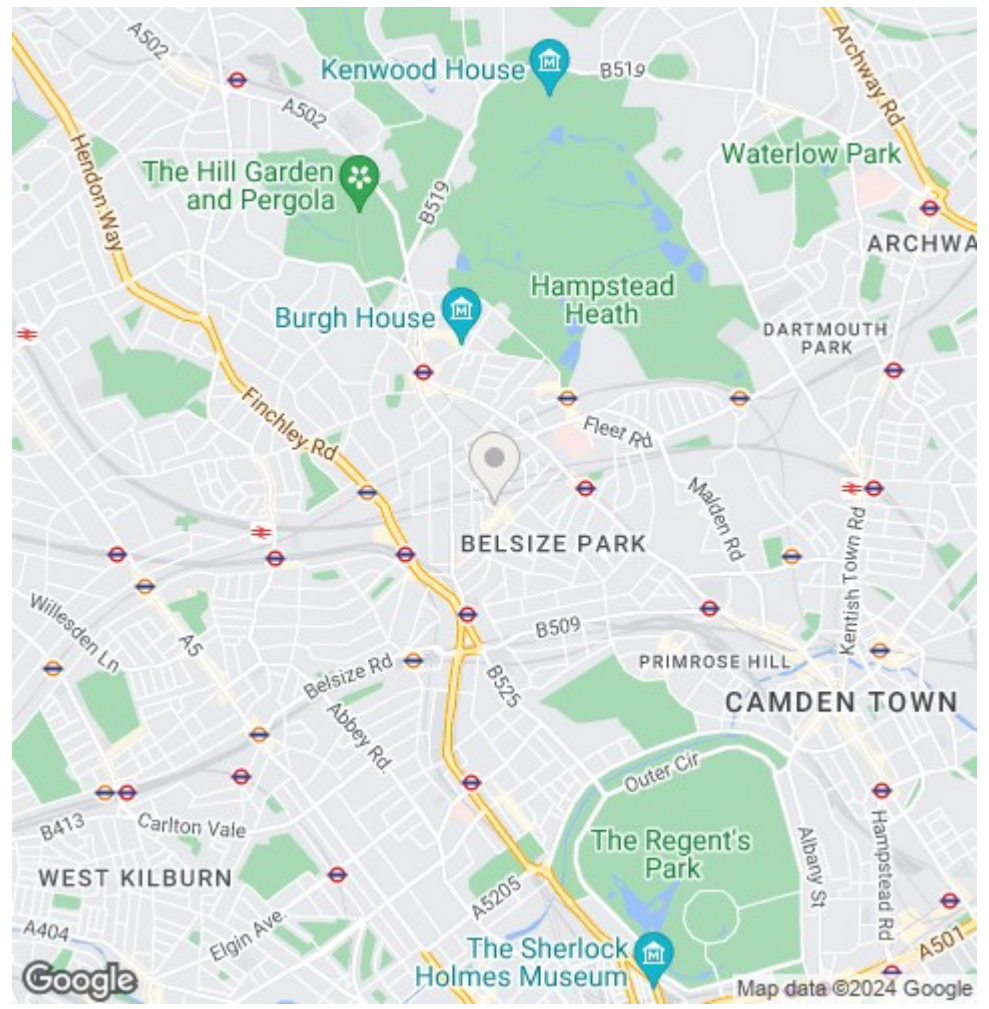 A502
Kenwood House
B519
Archway Rd
A502
Hendon Way
The Hill Garden
and Pergola
B519
Waterlow Park
ARCHWA
Hampstead
Heath
Burgh House
DARTMOUTH
PARK
Finchley Rd
Fleet Rd
Malden Rd
BELSIZE PARK
Kentish Town Rd
Willesden Ln
A5
B509
Belsize Rd
B525
PRIMROSE HILL
CAMDEN TOWN
Abbey Rd.
Outer Cir
B413
Carlton Vale
The Regent's
Park
Albany St
Hampstead Rd
WEST KILBURN
A5205
A404
Elgin Ave.
A501
The Sherlock
Holmes Museum
Google
Map data ©2024 Google